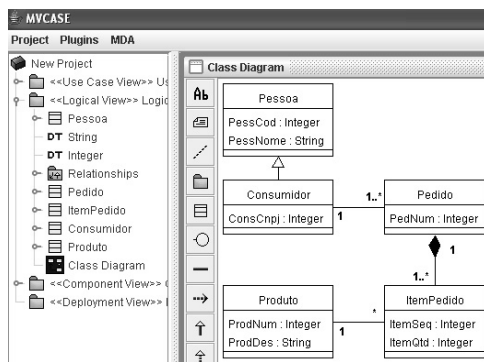 MVCASE
Project Plugins MDA
New Project
<<Use Case View>>
<<Logical View>>
Pessoa
DT String
DT Integer
Relationships
Pedido
ItemPedido
Consumidor
Produto
Class Diagram
<<Component View>>
<<Deployment View>>
Class Diagram
Ab
Pessoa
PessCod : Integer
PessNome : String
Consumidor
ConsCnpj : Integer
1
1..*
Pedido
PedNum : Integer
1
1..*
Produto
ProdNum : Integer
ProdDes : String
1
*
ItemPedido
ItemSeq : Integer
ItemQtd : Integer